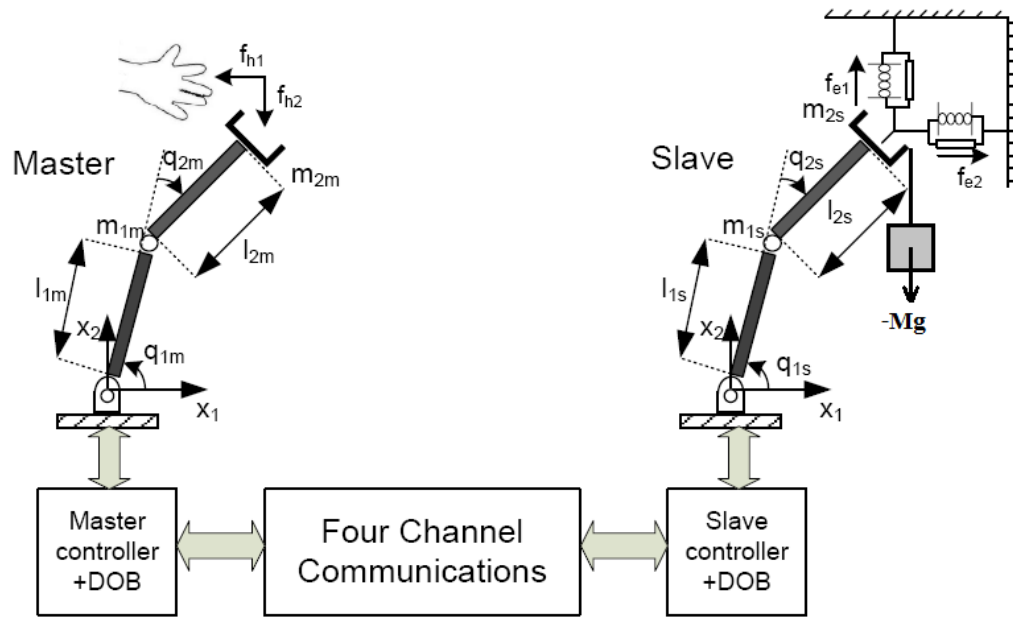 f_h1
f_h2
Master
q_2m
m_2m
m_1m
l_2m
l_1m
x_2
q_1m
x_1
f_e1
m_2s
Slave
q_2s
f_e2
m_1s
l_2s
l_1s
-Mg
x_2
q_1s
x_1
Master
controller
+DOB
Four Channel
Communications
Slave
controller
+DOB